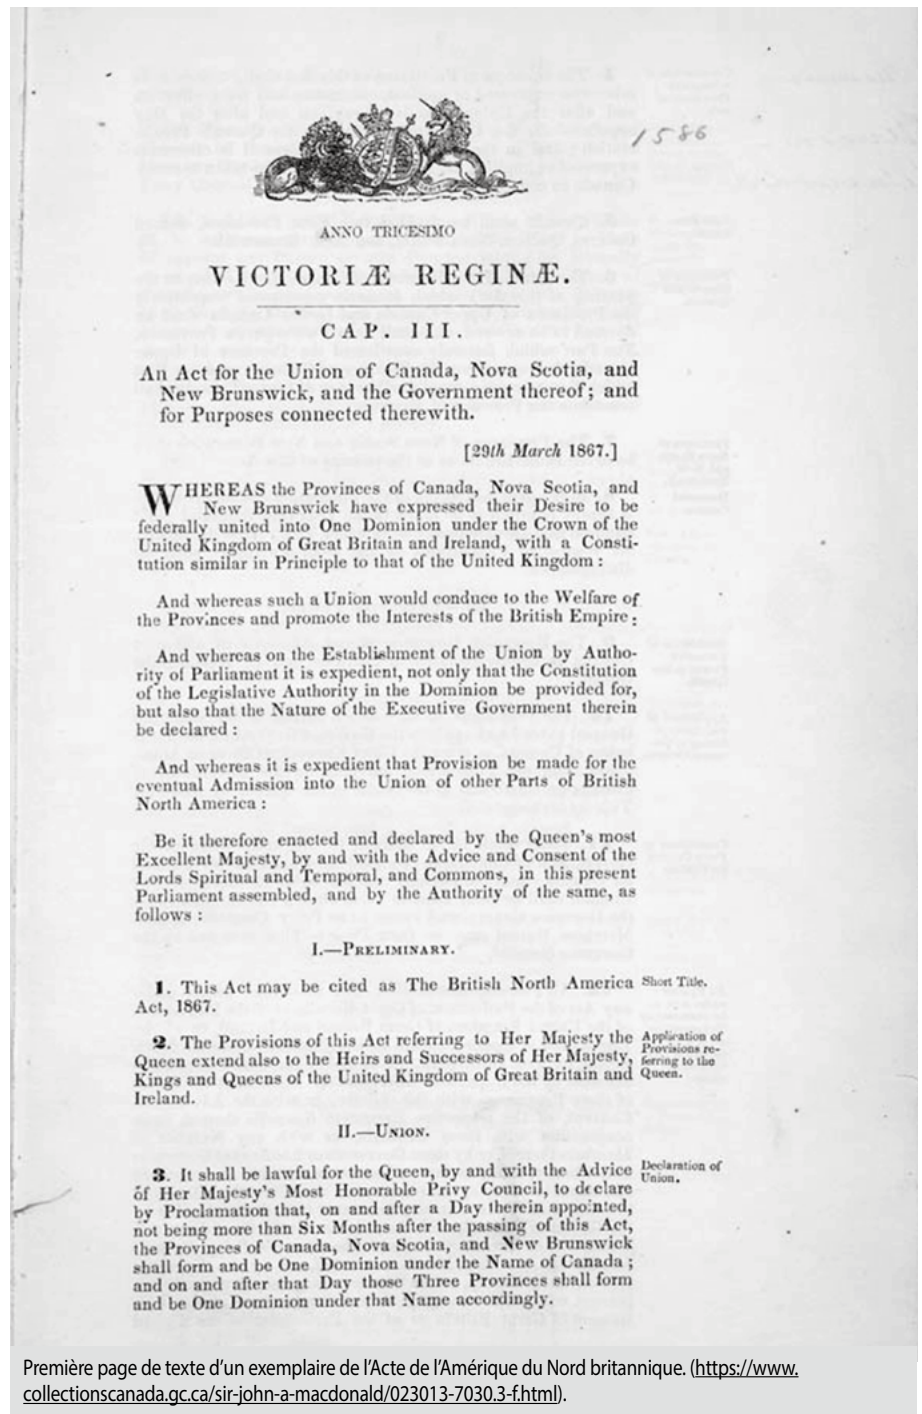 1586
ANNO TRICESIMO
VICTORIÆ REGINÆ.
CAP. III.
An Act for the Union of Canada, Nova Scotia, and
New Brunswick, and the Government thereof; and
for Purposes connected therewith.
[29th March 1867.]
WHEREAS the Provinces of Canada, Nova Scotia, and
New Brunswick have expressed their Desire to be
federally united into One Dominion under the Crown of the
United Kingdom of Great Britain and Ireland, with a Consti-
tution similar in Principle to that of the United Kingdom :
And whereas such a Union would conduce to the Welfare of
the Provinces and promote the Interests of the British Empire :
And whereas on the Establishment of the Union by Autho-
rity of Parliament it is expedient, not only that the Constitution
of the Legislative Authority in the Dominion be provided for,
but also that the Nature of the Executive Government therein
be declared :
And whereas it is expedient that Provision be made for the
eventual Admission into the Union of other Parts of British
North America :
Be it therefore enacted and declared by the Queen's most
Excellent Majesty, by and with the Advice and Consent of the
Lords Spiritual and Temporal, and Commons, in this present
Parliament assembled, and by the Authority of the same, as
follows :
I.—PRELIMINARY.
1. This Act may be cited as The British North America
Act, 1867.
Short Title.
2. The Provisions of this Act referring to Her Majesty the
Queen extend also to the Heirs and Successors of Her Majesty,
Kings and Queens of the United Kingdom of Great Britain and
Ireland.
Application of
Provisions re-
ferring to the
Queen.
II.—UNION.
3. It shall be lawful for the Queen, by and with the Advice
of Her Majesty's Most Honorable Privy Council, to declare
by Proclamation that, on and after a Day therein appointed,
not being more than Six Months after the passing of this Act,
the Provinces of Canada, Nova Scotia, and New Brunswick
shall form and be One Dominion under the Name of Canada ;
and on and after that Day those Three Provinces shall form
and be One Dominion under that Name accordingly.
Declaration of
Union.
Première page de texte d'un exemplaire de l'Acte de l'Amérique du Nord britannique. (https://www.
collectionscanada.gc.ca/sir-john-a-macdonald/023013-7030.3-f.html).